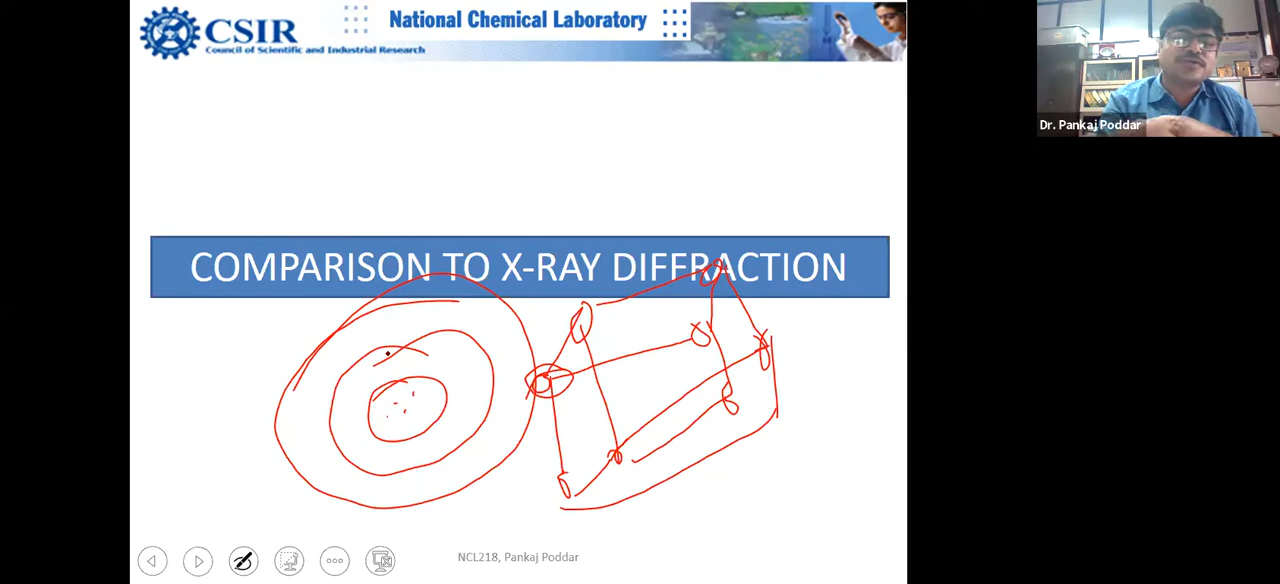 CSIR
Council of Scientific and Industrial Research
National Chemical Laboratory
Dr. Pankaj Poddar
COMPARISON TO X-RAY DIFFRACTION
NCL218, Pankaj Poddar